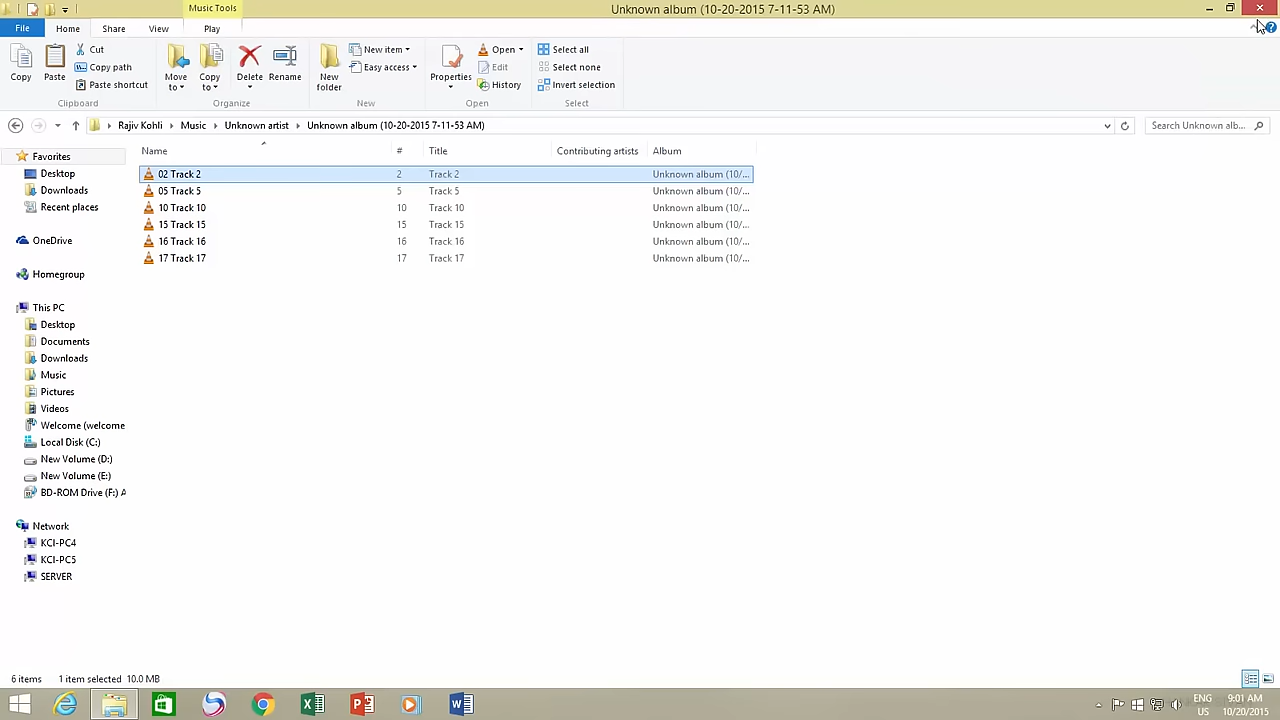 Music Tools
Unknown album (10-20-2015 7-11-53 AM)
File Home Share View Play
Copy
Paste
Cut
Copy path
Paste shortcut
Clipboard
Move to
Copy to
Delete
Rename
Organize
New folder
New item
Easy access
New
Properties
Open
Edit
History
Open
Select all
Select none
Invert selection
Select
Rajiv Kohli Music Unknown artist Unknown album (10-20-2015 7-11-53 AM)
Search Unknown alb...
Name # Title Contributing artists Album
02 Track 2 2 Track 2 Unknown album (10/...
05 Track 5 5 Track 5 Unknown album (10/...
10 Track 10 10 Track 10 Unknown album (10/...
15 Track 15 15 Track 15 Unknown album (10/...
16 Track 16 16 Track 16 Unknown album (10/...
17 Track 17 17 Track 17 Unknown album (10/...
Favorites
Desktop
Downloads
Recent places
OneDrive
Homegroup
This PC
Desktop
Documents
Downloads
Music
Pictures
Videos
Welcome (welcome
Local Disk (C:)
New Volume (D:)
New Volume (E:)
BD-ROM Drive (F:) A
Network
KCI-PC4
KCI-PC5
SERVER
6 items 1 item selected 10.0 MB
ENG
US
9:01 AM
10/20/2015